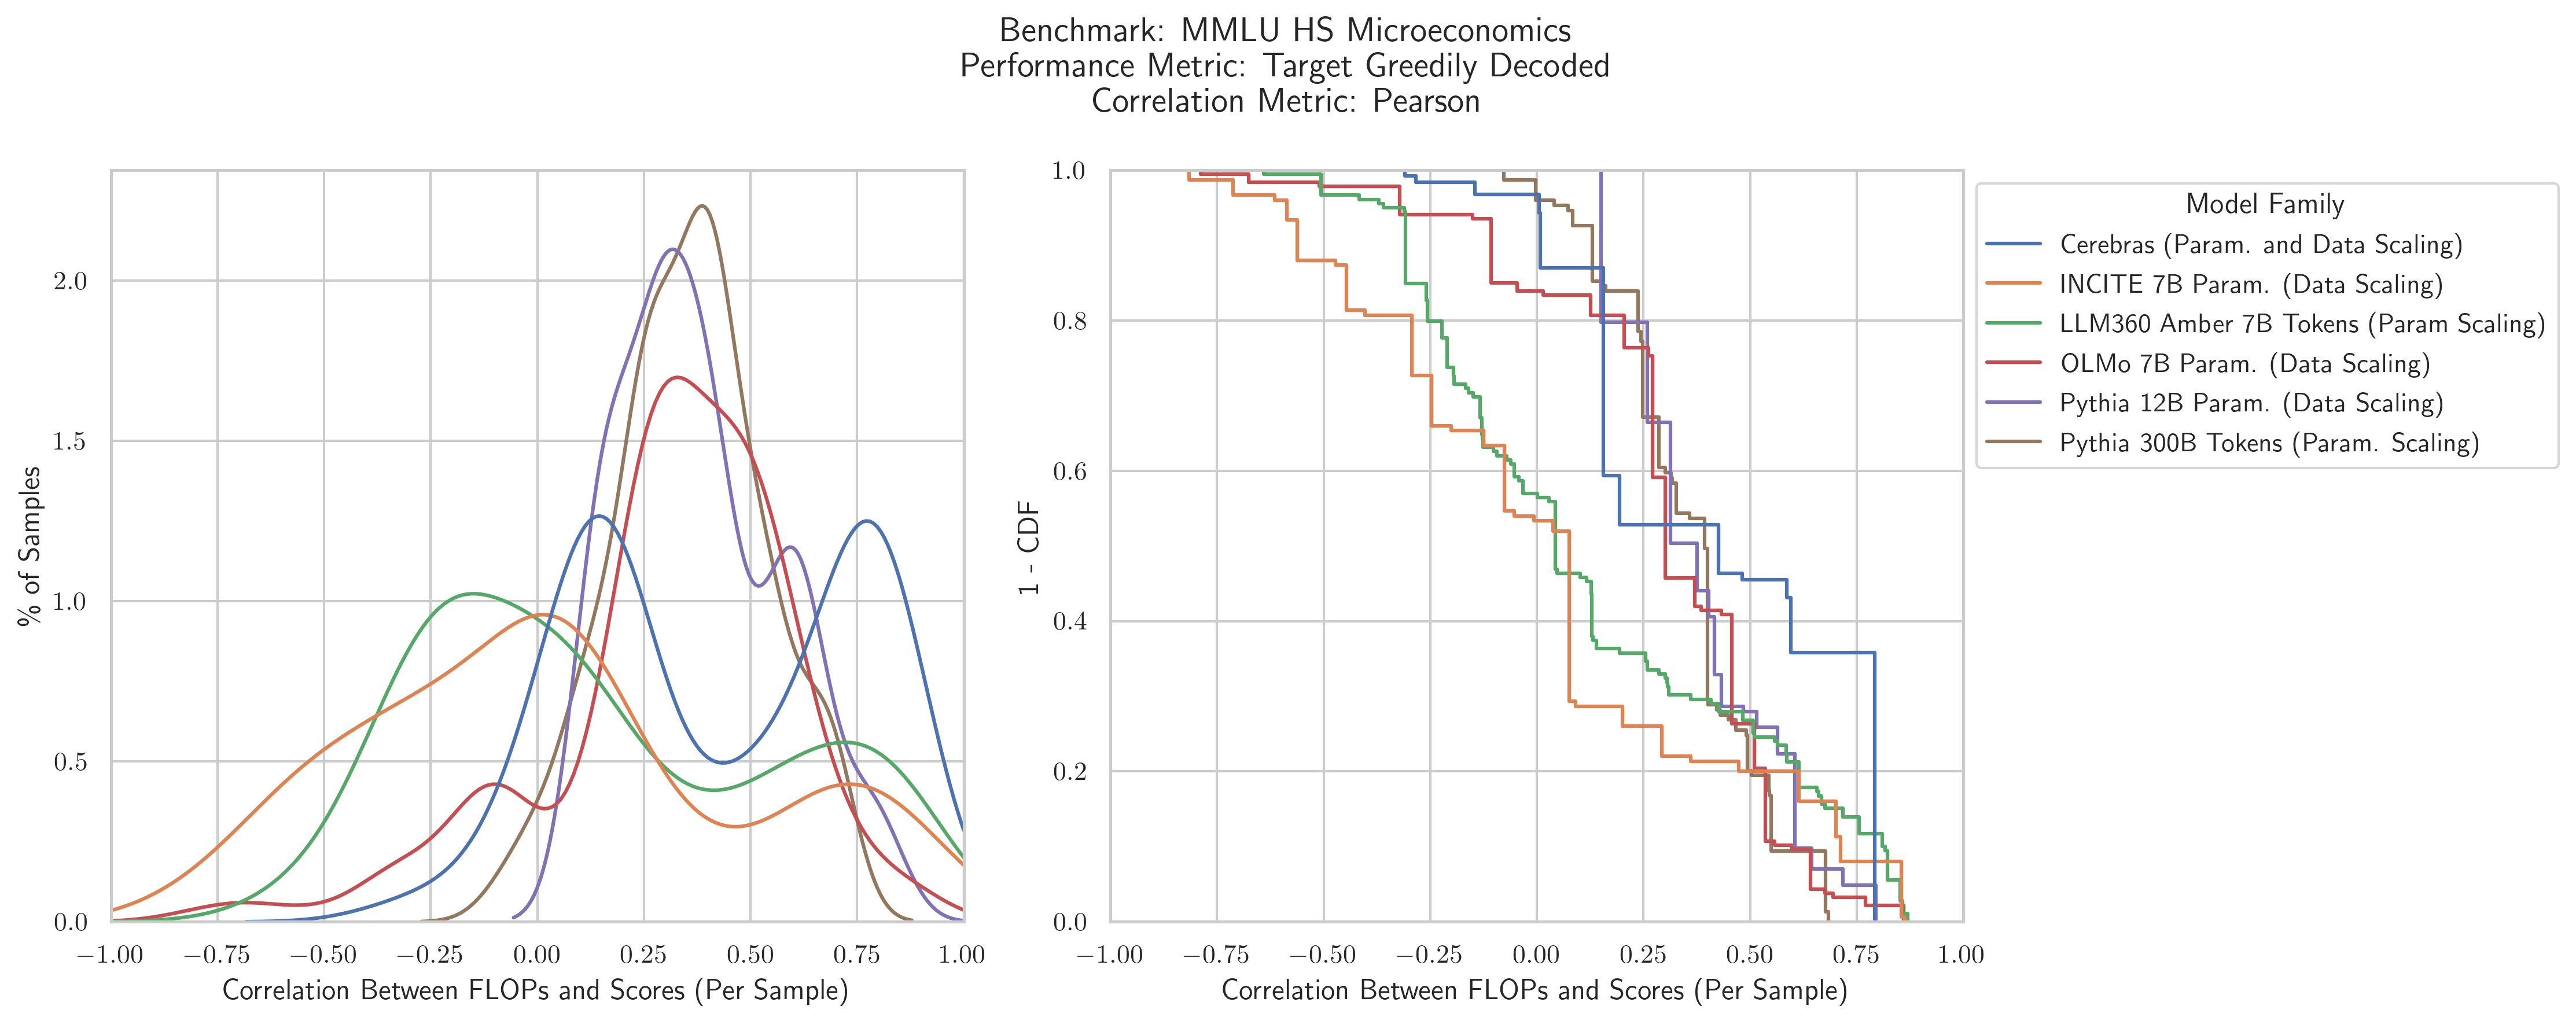 Benchmark: MMLU HS Microeconomics
Performance Metric: Target Greedily Decoded
Correlation Metric: Pearson
% of Samples
2.0
1.5
1.0
0.5
0.0
−1.00 −0.75 −0.50 −0.25 0.00 0.25 0.50 0.75 1.00
Correlation Between FLOPs and Scores (Per Sample)
1 - CDF
1.0
0.8
0.6
0.4
0.2
0.0
−1.00 −0.75 −0.50 −0.25 0.00 0.25 0.50 0.75 1.00
Correlation Between FLOPs and Scores (Per Sample)
Model Family
Cerebras (Param. and Data Scaling)
INCITE 7B Param. (Data Scaling)
LLM360 Amber 7B Tokens (Param Scaling)
OLMo 7B Param. (Data Scaling)
Pythia 12B Param. (Data Scaling)
Pythia 300B Tokens (Param. Scaling)